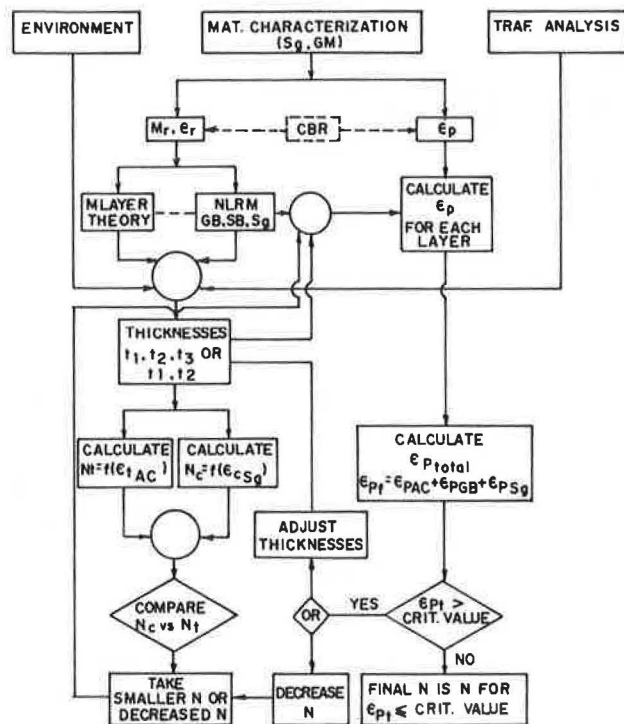 ENVIRONMENT
MAT. CHARACTERIZATION
(Sg, GM)
TRAF. ANALYSIS
Mr, er
CBR
ϵp
MLAYER
THEORY
NLRM
GB, SB, Sg
CALCULATE
ϵp
FOR EACH
LAYER
THICKNESSES
t1, t2, t3 OR
t1, t2
CALCULATE
Nt=f(ϵtAC)
CALCULATE
Nc=f(ϵcSg)
CALCULATE
ϵPtotal
ϵPt=ϵPAC+ϵPGB+ϵPSg
ADJUST
THICKNESSES
COMPARE
Nc vs Nt
OR
YES
ϵPt >
CRIT. VALUE
NO
TAKE
SMALLER N OR
DECREASED N
DECREASE
N
FINAL N IS N FOR
ϵPt ⩽ CRIT. VALUE